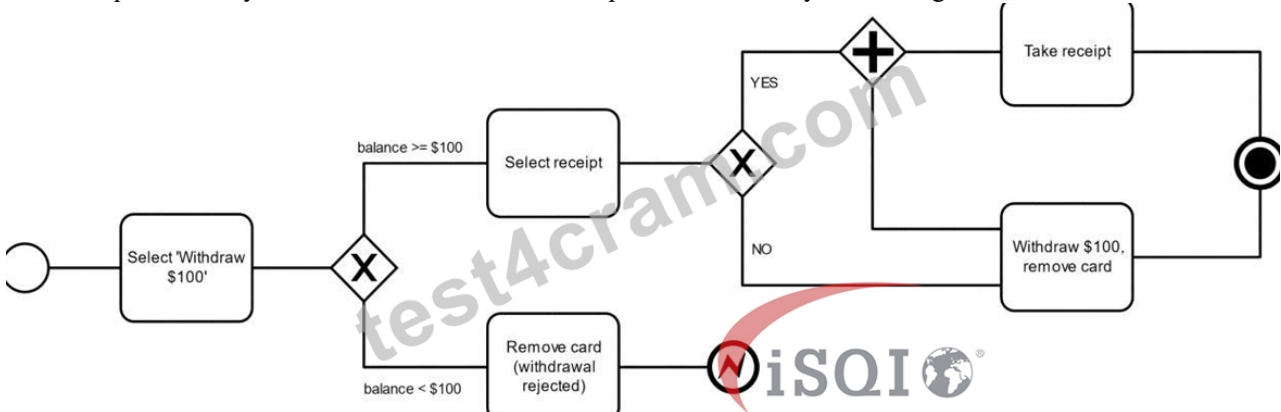 Take receipt
YES
balance >= $100
Select receipt
X
Select 'Withdraw
$100'
X
NO
Withdraw $100,
remove card
Remove card
(withdrawal
rejected)
balance < $100
test4cram.com
iSQI